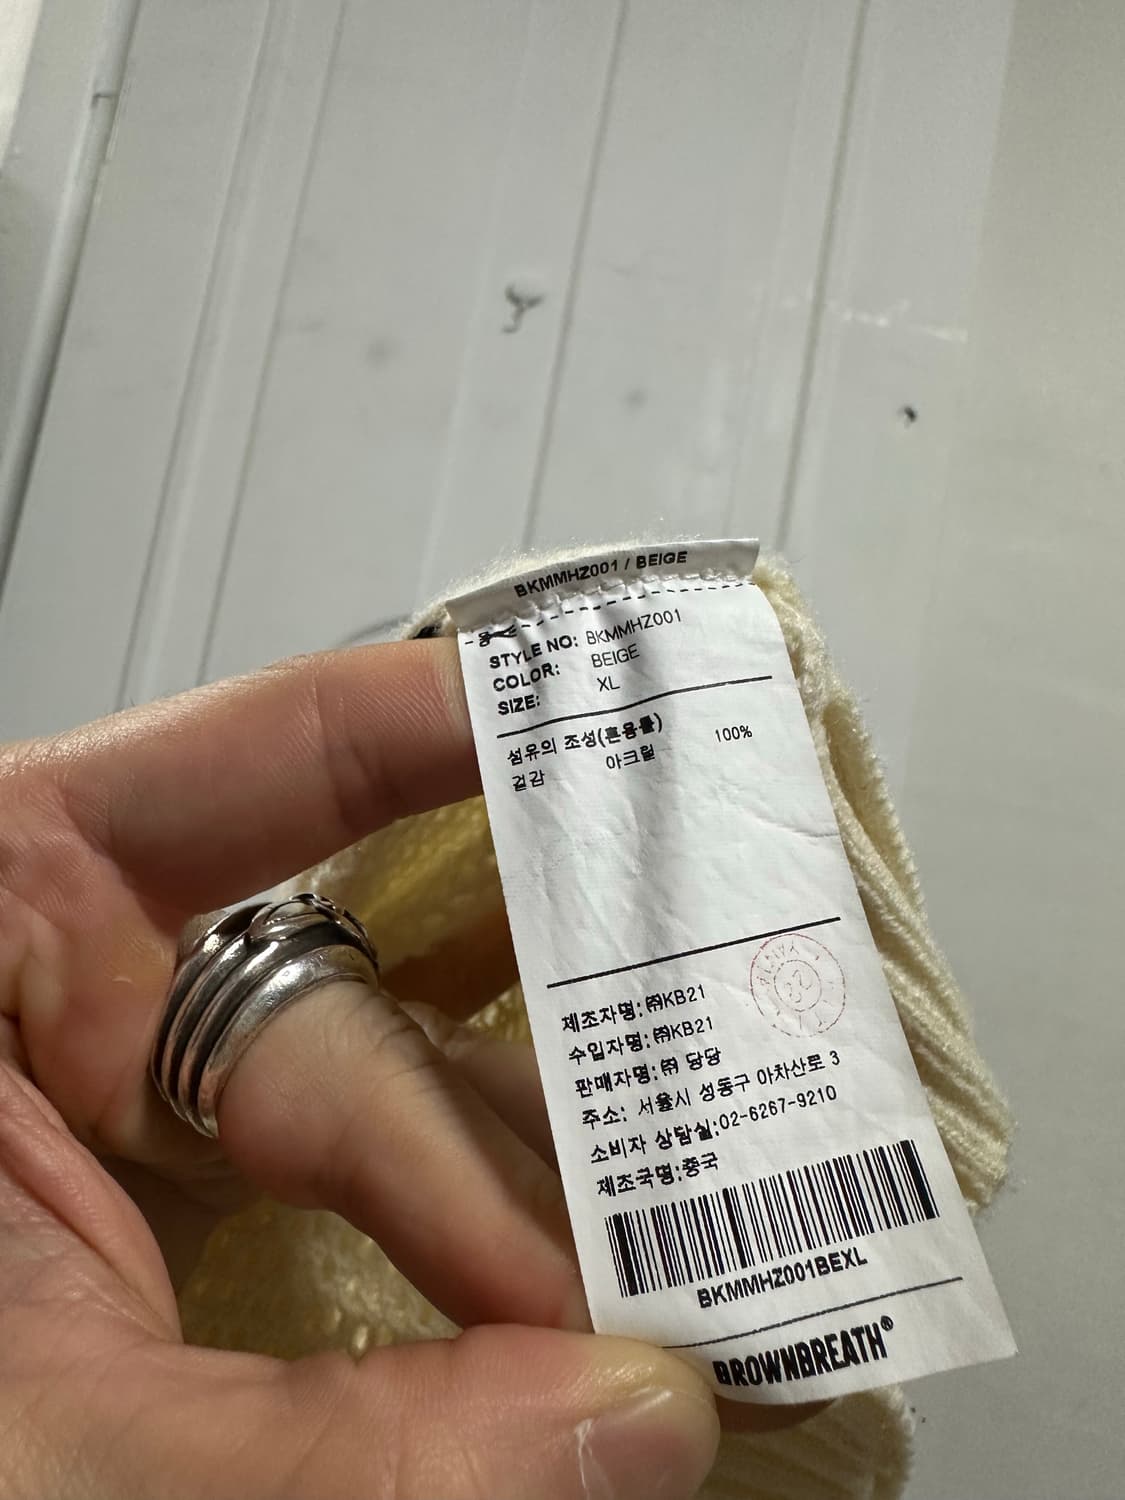 BKMMHZ001 / BEIGE
STYLE NO: BKMMHZ001
COLOR: BEIGE
SIZE: XL
섬유의 조성(혼용률)
겉감 아크릴 100%
제조자명:㈜KB21
수입자명:㈜KB21
판매자명:㈜ 당당
주소: 서울시 성동구 아차산로 3
소비자 상담실:02-6267-9210
제조국명:중국
BKMMHZ001BEXL
BROWNBREATH®